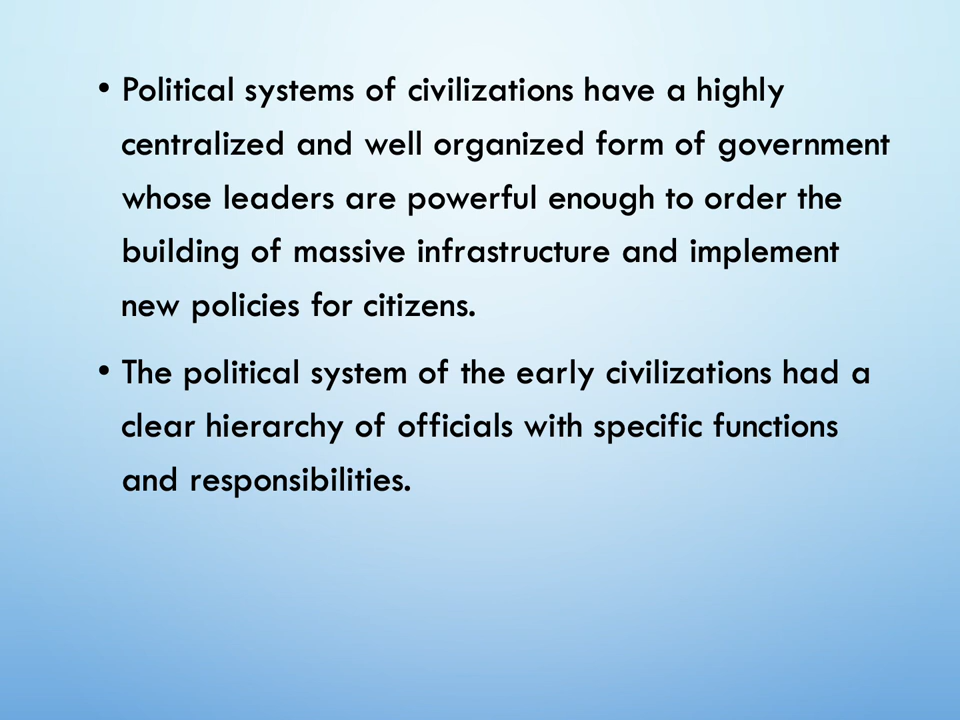 • Political systems of civilizations have a highly
centralized and well organized form of government
whose leaders are powerful enough to order the
building of massive infrastructure and implement
new policies for citizens.
• The political system of the early civilizations had a
clear hierarchy of officials with specific functions
and responsibilities.